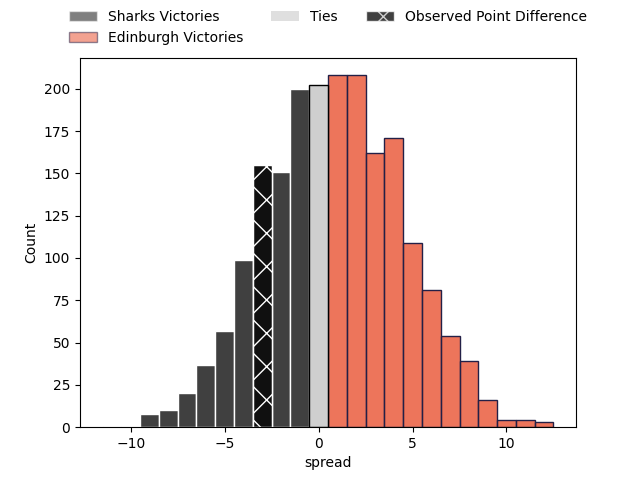 Sharks Victories
Ties
Observed Point Difference
Edinburgh Victories
200
175
150
125
100
75
50
25
0
Count
−10
−5
0
5
10
spread